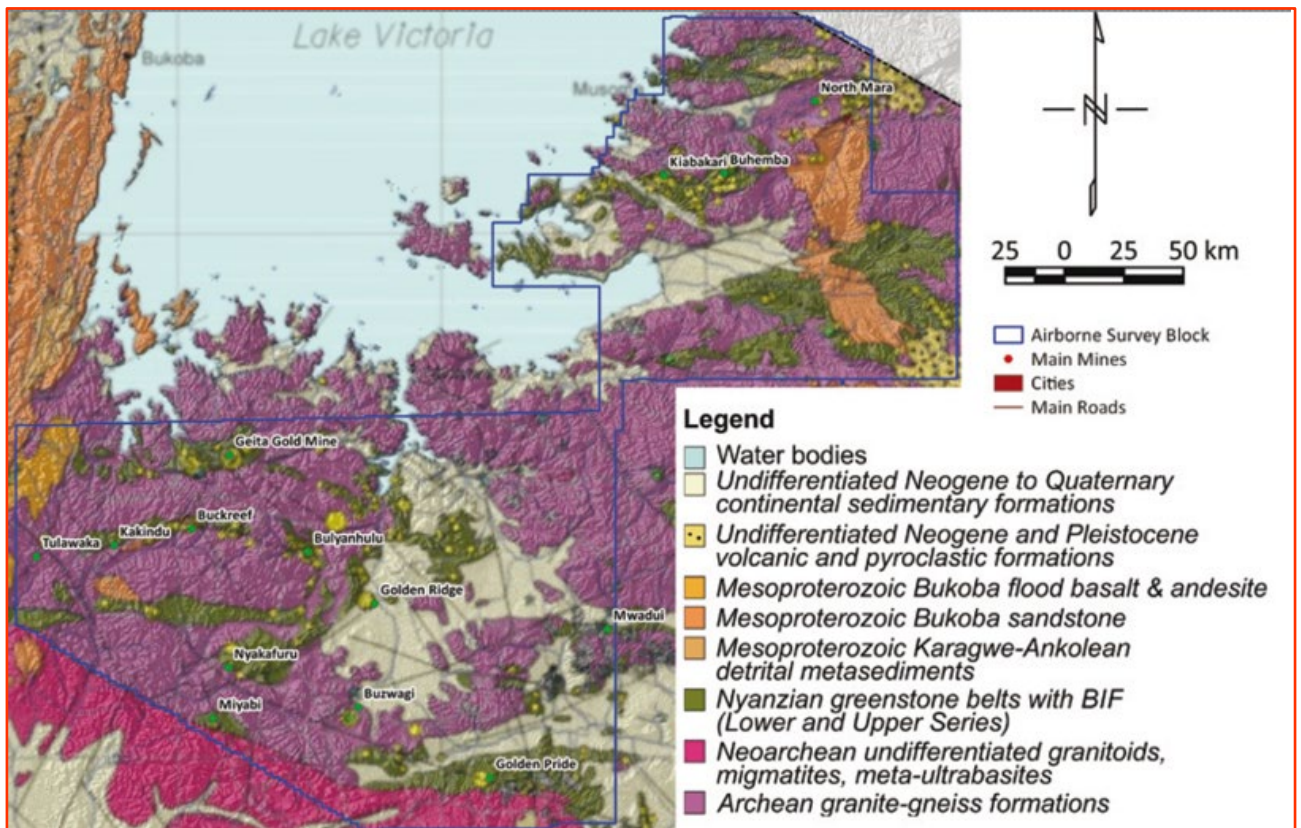 Lake Victoria
Bukoba
North Mara
Kiabakari Buhemba
N
25 0 25 50 km
Airborne Survey Block
Main Mines
Cities
Main Roads
Legend
Water bodies
Undifferentiated Neogene to Quaternary
continental sedimentary formations
Undifferentiated Neogene and Pleistocene
volcanic and pyroclastic formations
Mesoproterozoic Bukoba flood basalt & andesite
Mesoproterozoic Bukoba sandstone
Mesoproterozoic Karagwe-Ankolean
detrital metasediments
Nyanzian greenstone belts with BIF
(Lower and Upper Series)
Neoarchean undifferentiated granitoids,
migmatites, meta-ultrabasites
Archean granite-gneiss formations
Geita Gold Mine
Buckreef
Kakindu
Tulawaka
Bulyanhulu
Golden Ridge
Mwadui
Nyakafuru
Buzwagi
Miyabi
Golden Pride